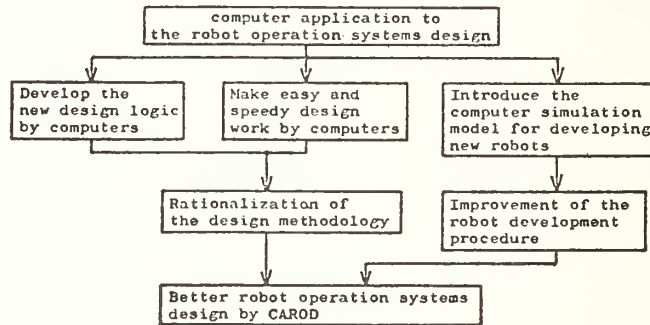 computer application to
the robot operation systems design
Develop the
new design logic
by computers
Make easy and
speedy design
work by computers
Introduce the
computer simulation
model for developing
new robots
Rationalization of
the design methodology
Improvement of the
robot development
procedure
Better robot operation systems
design by CAROD